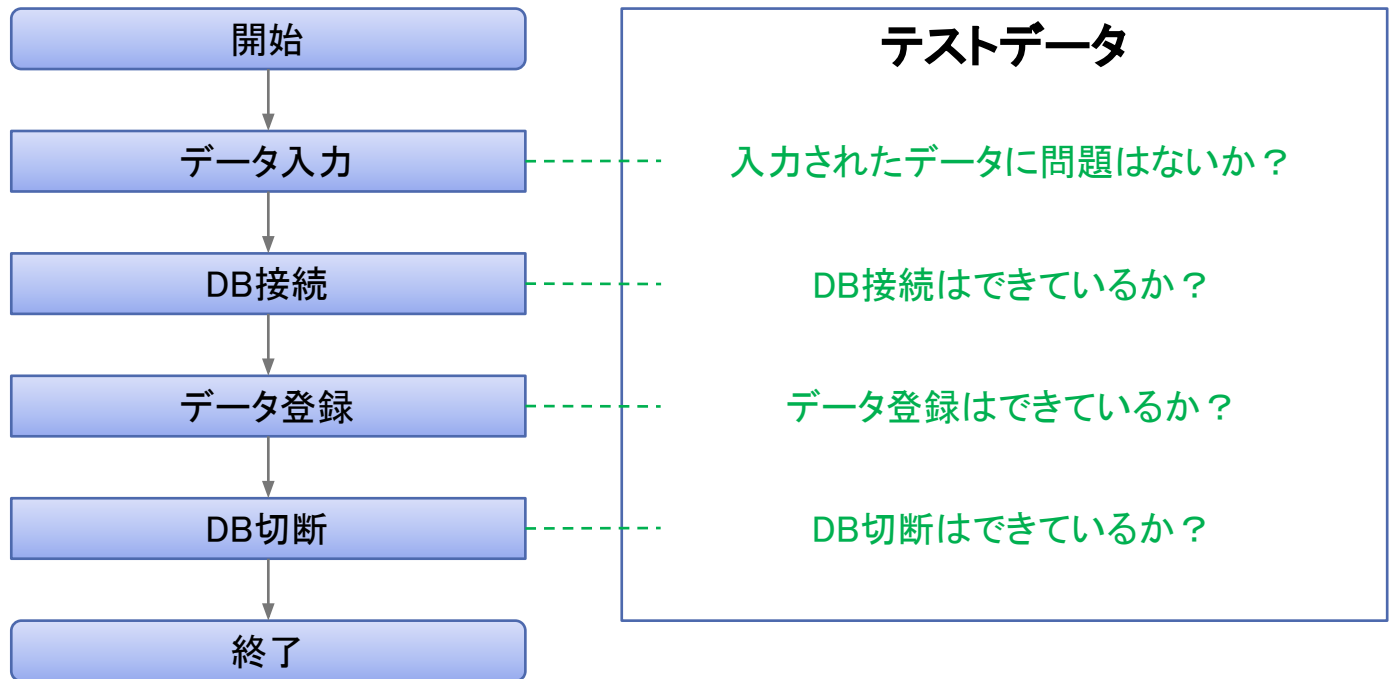 開始
テストデータ
データ入力
入力されたデータに問題はないか？
DB接続
DB接続はできているか？
データ登録
データ登録はできているか？
DB切断
DB切断はできているか？
終了